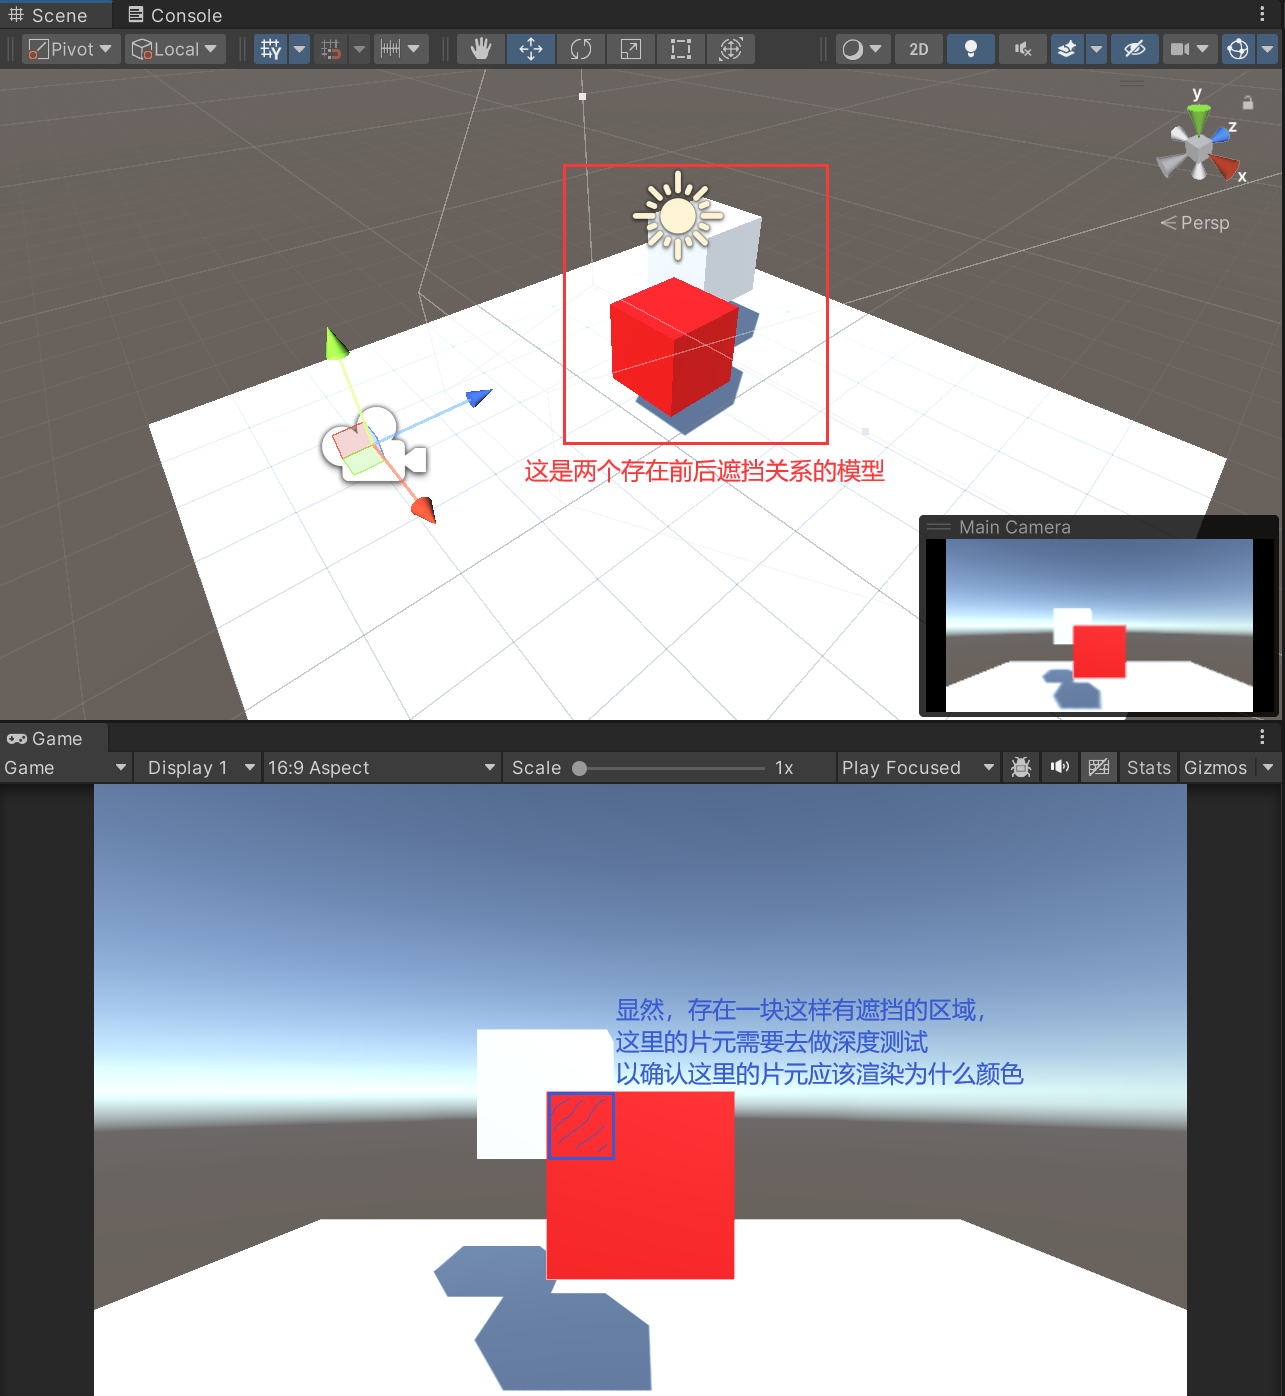 Scene
Console
Pivot
Local
2D
y
z
x
Persp
这是两个存在前后遮挡关系的模型
Main Camera
Game
Game
Display 1
16:9 Aspect
Scale
1x
Play Focused
Stats
Gizmos
显然，存在一块这样有遮挡的区域，
这里的片元需要去做深度测试
以确认这里的片元应该渲染为什么颜色